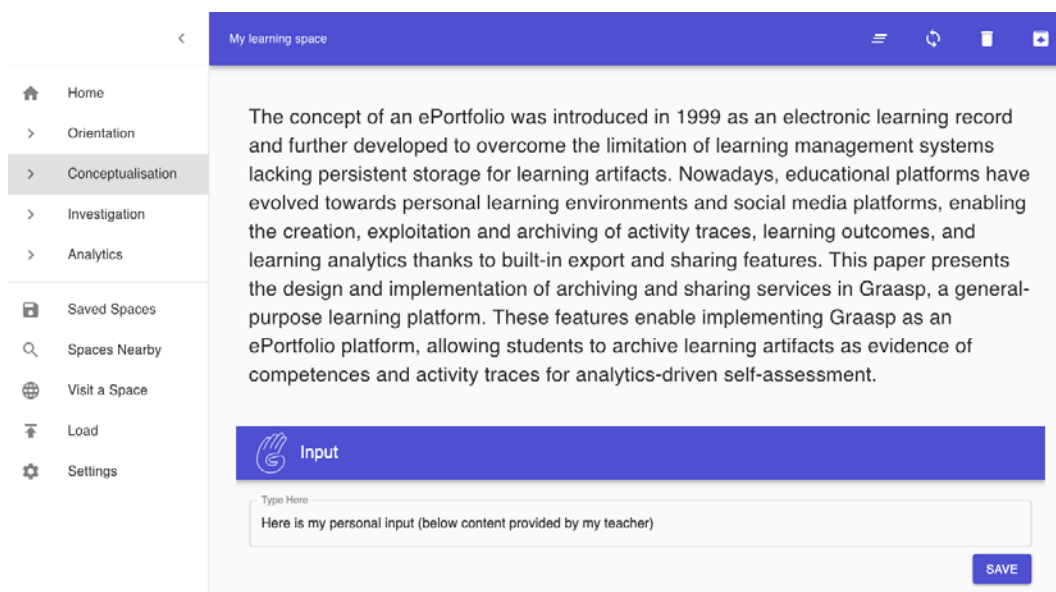 My learning space
Home
Orientation
Conceptualisation
Investigation
Analytics
Saved Spaces
Spaces Nearby
Visit a Space
Load
Settings
The concept of an ePortfolio was introduced in 1999 as an electronic learning record
and further developed to overcome the limitation of learning management systems
lacking persistent storage for learning artifacts. Nowadays, educational platforms have
evolved towards personal learning environments and social media platforms, enabling
the creation, exploitation and archiving of activity traces, learning outcomes, and
learning analytics thanks to built-in export and sharing features. This paper presents
the design and implementation of archiving and sharing services in Graasp, a general-
purpose learning platform. These features enable implementing Graasp as an
ePortfolio platform, allowing students to archive learning artifacts as evidence of
competences and activity traces for analytics-driven self-assessment.
Input
Type Here
Here is my personal input (below content provided by my teacher)
SAVE